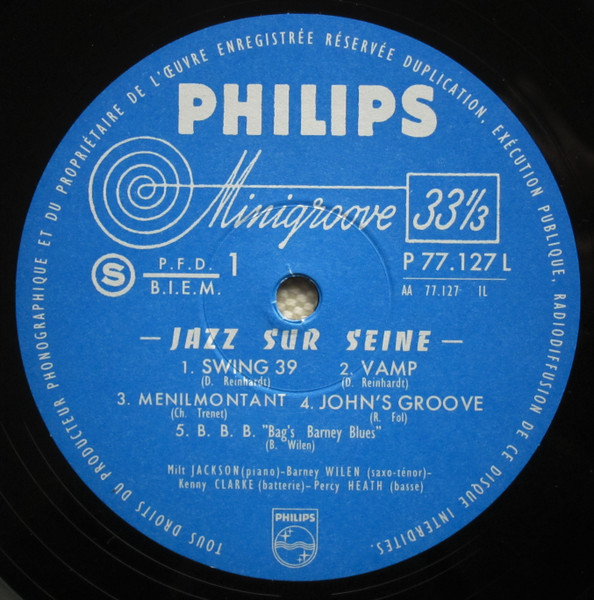 TOUS DROITS DU PRODUCTEUR PHONOGRAPHIQUE ET DU PROPRIÉTAIRE DE L'ŒUVRE ENREGISTRÉE RÉSERVÉE DUPLICATION, EXÉCUTION PUBLIQUE, RADIODIFFUSION DE CE DISQUE INTERDITES.
PHILIPS
Minigroove 33 1/3
S P.F.D. 1 P 77.127 L
B.I.E.M. AA 77.127 IL
— JAZZ SUR SEINE —
1. SWING 39 2. VAMP
(D. Reinhardt) (D. Reinhardt)
3. MENILMONTANT 4. JOHN'S GROOVE
(Ch. Trenet) (R. Fol)
5. B. B. B. "Bag's Barney Blues"
(B. Wilen)
Milt JACKSON (piano)-Barney WILEN (saxo-ténor)-
Kenny CLARKE (batterie)-Percy HEATH (basse)
PHILIPS